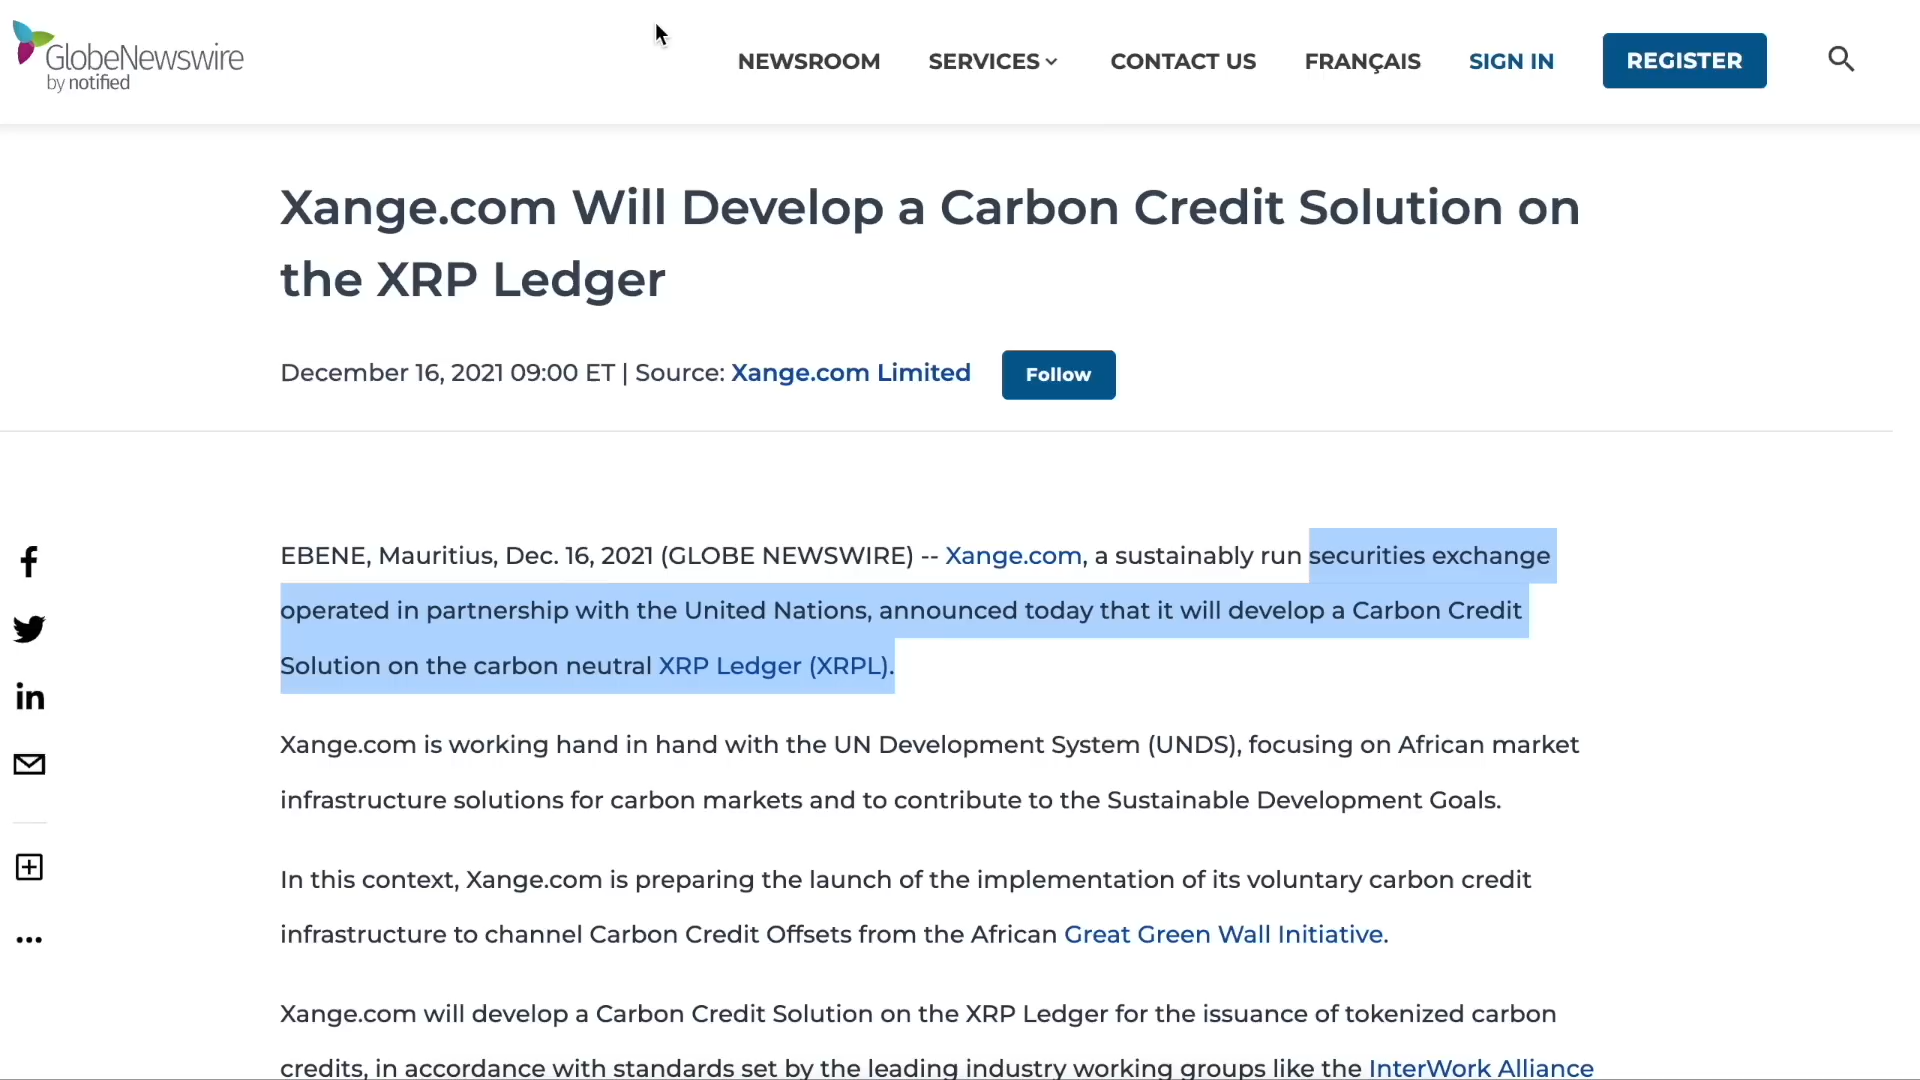 GlobeNewswire
by notified
NEWSROOM SERVICES CONTACT US FRANÇAIS SIGN IN REGISTER
Xange.com Will Develop a Carbon Credit Solution on
the XRP Ledger
December 16, 2021 09:00 ET | Source: Xange.com Limited Follow
EBENE, Mauritius, Dec. 16, 2021 (GLOBE NEWSWIRE) -- Xange.com, a sustainably run securities exchange
operated in partnership with the United Nations, announced today that it will develop a Carbon Credit
Solution on the carbon neutral XRP Ledger (XRPL).
Xange.com is working hand in hand with the UN Development System (UNDS), focusing on African market
infrastructure solutions for carbon markets and to contribute to the Sustainable Development Goals.
In this context, Xange.com is preparing the launch of the implementation of its voluntary carbon credit
infrastructure to channel Carbon Credit Offsets from the African Great Green Wall Initiative.
Xange.com will develop a Carbon Credit Solution on the XRP Ledger for the issuance of tokenized carbon
credits, in accordance with standards set by the leading industry working groups like the InterWork Alliance